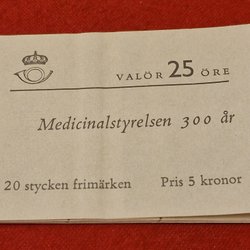 VALÖR 25 ÖRE
Medicinalstyrelsen 300 år
20 stycken frimärken Pris 5 kronor